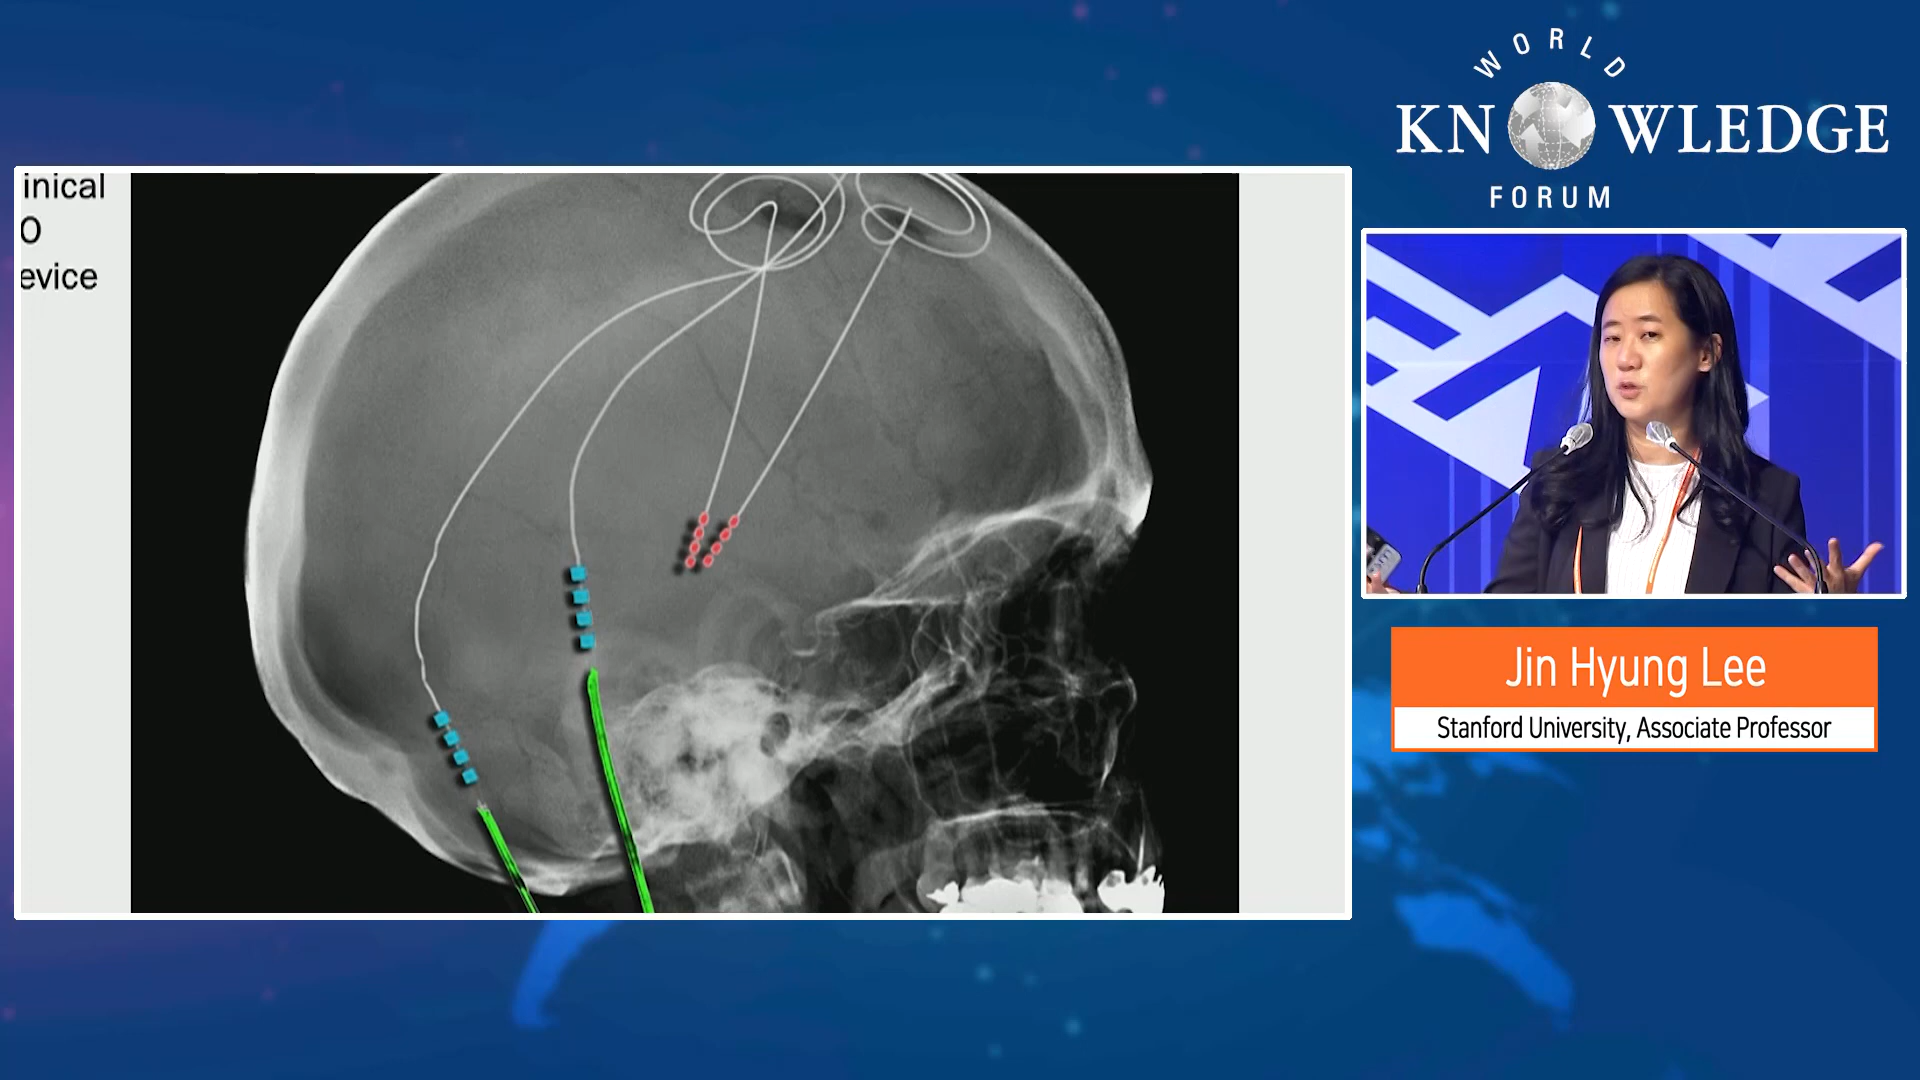 inical
O
evice
WORLD
KNOWLEDGE
FORUM
Jin Hyung Lee
Stanford University, Associate Professor